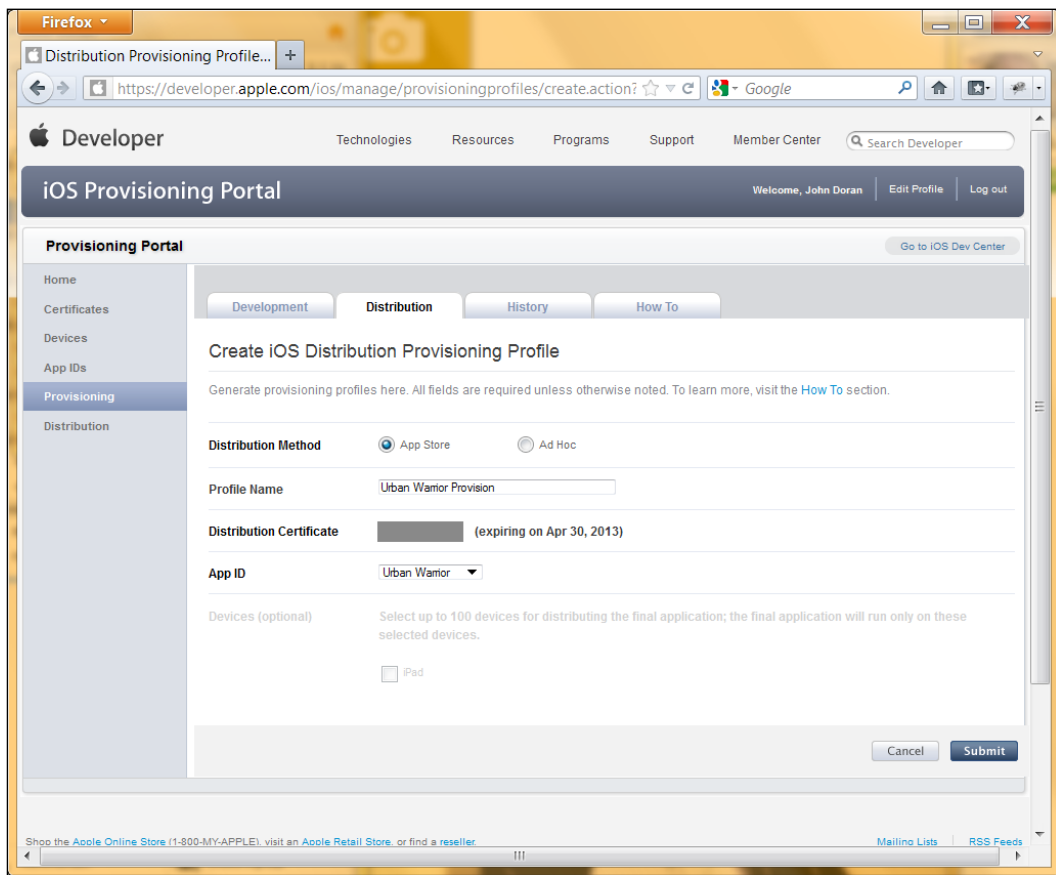 Firefox
Distribution Provisioning Profile... +
https://developer.apple.com/ios/manage/provisioningprofiles/create.action? Google
Developer Technologies Resources Programs Support Member Center Search Developer
iOS Provisioning Portal Welcome, John Doran Edit Profile Log out
Provisioning Portal Go to iOS Dev Center
Home
Certificates
Devices
App IDs
Provisioning
Distribution
Development Distribution History How To
Create iOS Distribution Provisioning Profile
Generate provisioning profiles here. All fields are required unless otherwise noted. To learn more, visit the How To section.
Distribution Method App Store Ad Hoc
Profile Name Urban Warrior Provision
Distribution Certificate (expiring on Apr 30, 2013)
App ID Urban Warrior
Devices (optional) Select up to 100 devices for distributing the final application; the final application will run only on these
selected devices.
iPad
Cancel Submit
Shop the Apple Online Store (1-800-MY-APPLE), visit an Apple Retail Store, or find a reseller. Mailing Lists RSS Feeds